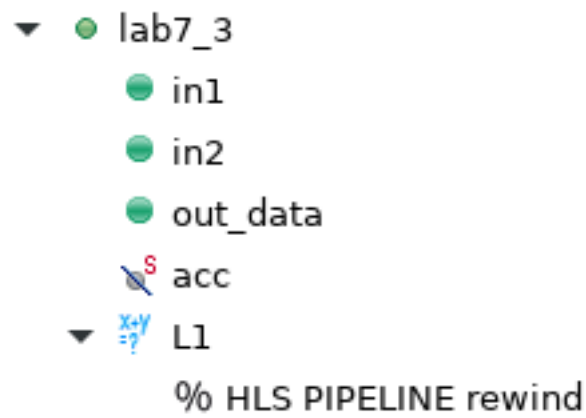 lab7_3
in1
in2
out_data
S acc
x+y
=? L1
% HLS PIPELINE rewind